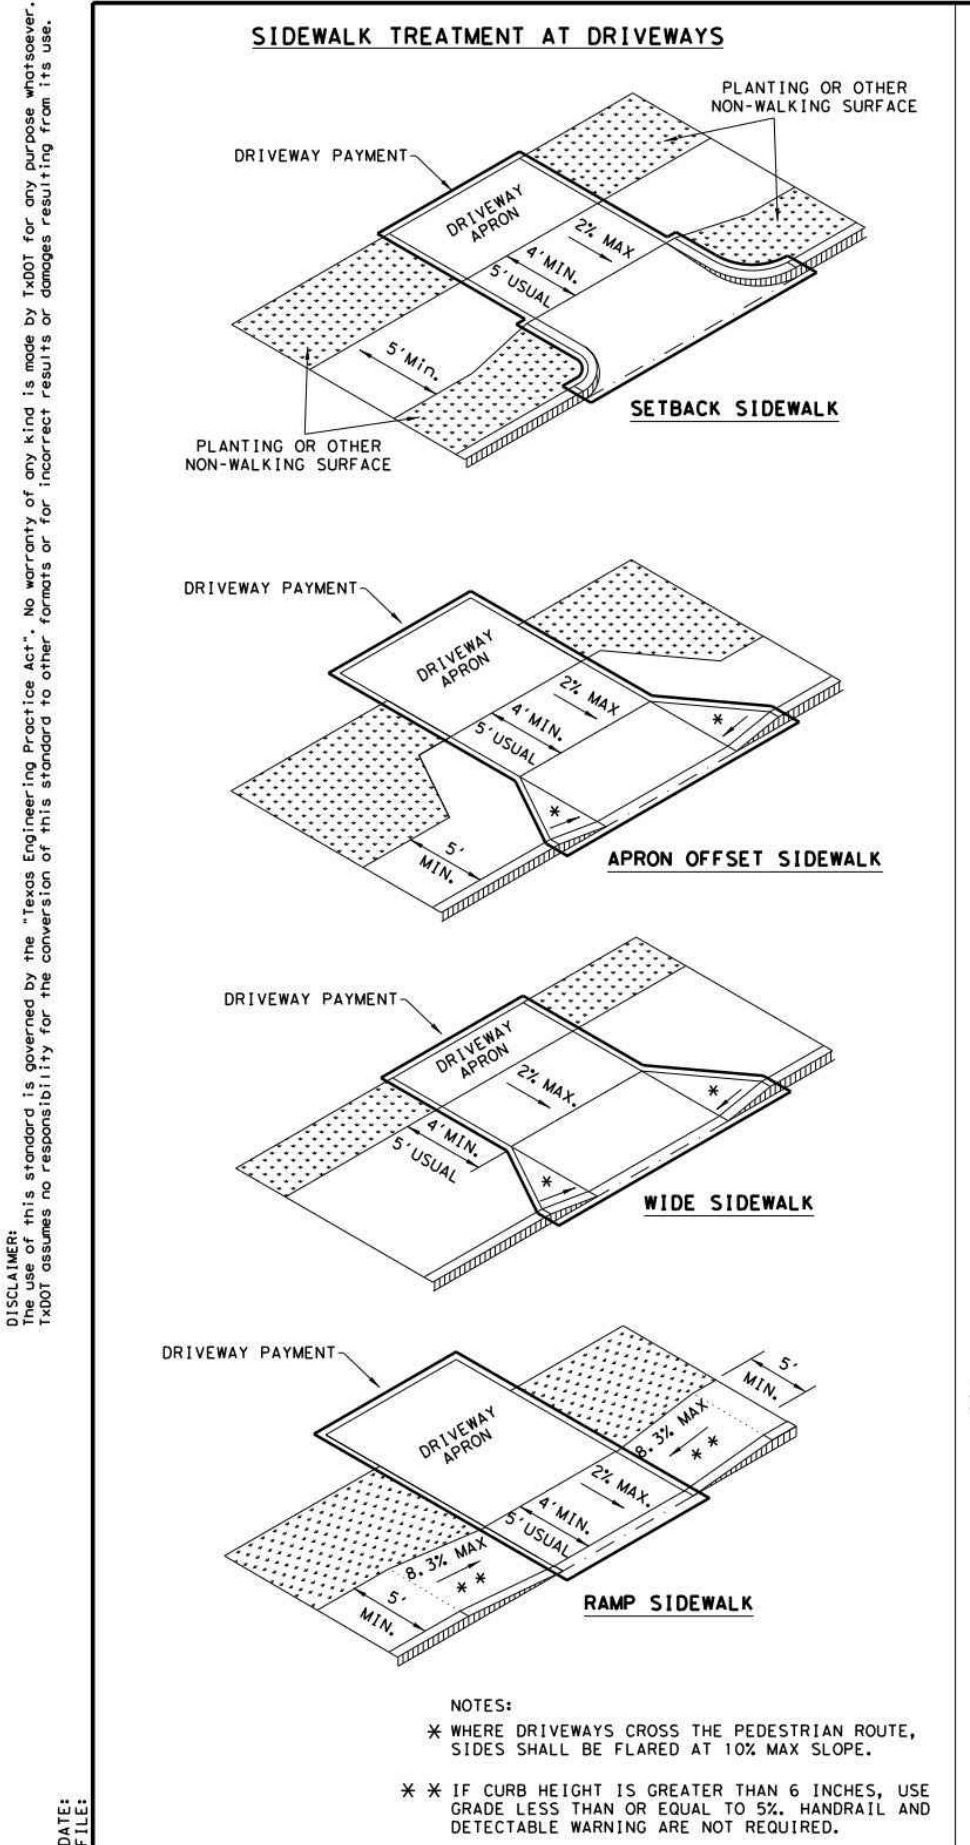 DISCLAIMER:
The use of this standard is governed by the "Texas Engineering Practice Act". No warranty of any kind is made by TxDOT for any purpose whatsoever.
TxDOT assumes no responsibility for the conversion of this standard to other formats or for incorrect results or damages resulting from its use.
DATE:
FILE:
SIDEWALK TREATMENT AT DRIVEWAYS
PLANTING OR OTHER
NON-WALKING SURFACE
DRIVEWAY PAYMENT
DRIVEWAY
APRON
2% MAX
4' MIN.
5' USUAL
5' Min.
SETBACK SIDEWALK
PLANTING OR OTHER
NON-WALKING SURFACE
DRIVEWAY PAYMENT
DRIVEWAY
APRON
2% MAX
4' MIN.
5' USUAL
*
*
5'
MIN.
APRON OFFSET SIDEWALK
DRIVEWAY PAYMENT
DRIVEWAY
APRON
2% MAX.
4' MIN.
5' USUAL
*
*
WIDE SIDEWALK
DRIVEWAY PAYMENT
5'
MIN.
DRIVEWAY
APRON
8.3% MAX
* *
2% MAX.
4' MIN.
5' USUAL
8.3% MAX
* *
5'
MIN.
RAMP SIDEWALK
NOTES:
* WHERE DRIVEWAYS CROSS THE PEDESTRIAN ROUTE,
SIDES SHALL BE FLARED AT 10% MAX SLOPE.
* * IF CURB HEIGHT IS GREATER THAN 6 INCHES, USE
GRADE LESS THAN OR EQUAL TO 5%. HANDRAIL AND
DETECTABLE WARNING ARE NOT REQUIRED.